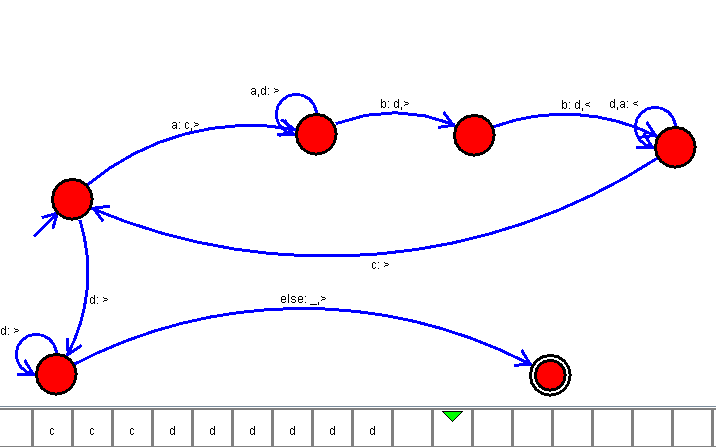 a,d: >
d,a: <
b: d,>
b: d,<
a: c,>
c: >
d: >
else: _,>
d: >
c c c d d d d d d